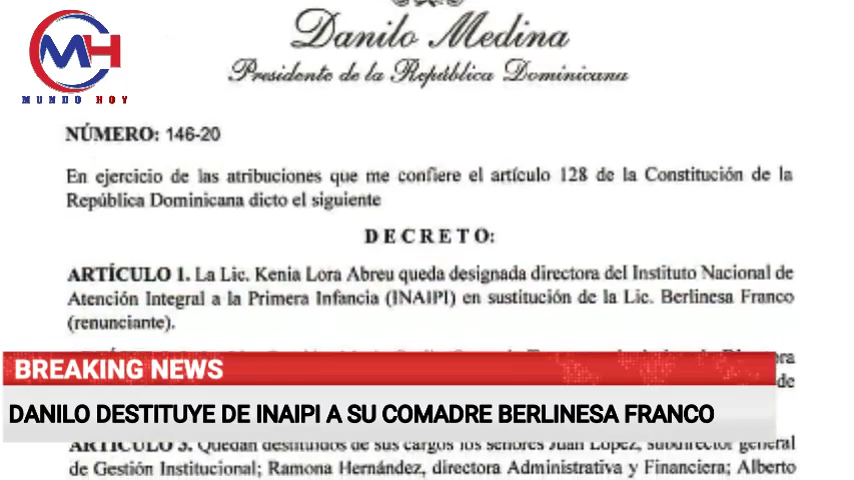 Danilo Medina
Presidente de la República Dominicana
MH
MUNDO HOY
NÚMERO: 146-20
En ejercicio de las atribuciones que me confiere el artículo 128 de la Constitución de la
República Dominicana dicto el siguiente
DECRETO:
ARTÍCULO 1. La Lic. Kenia Lora Abreu queda designada directora del Instituto Nacional de
Atención Integral a la Primera Infancia (INAIPI) en sustitución de la Lic. Berlinesa Franco
(renunciante).
BREAKING NEWS
de
DANILO DESTITUYE DE INAIPI A SU COMADRE BERLINESA FRANCO
ARTÍCULO 3. Quedan destituidos de sus cargos los señores Juan López, subdirector general
de Gestión Institucional; Ramona Hernández, directora Administrativa y Financiera; Alberto